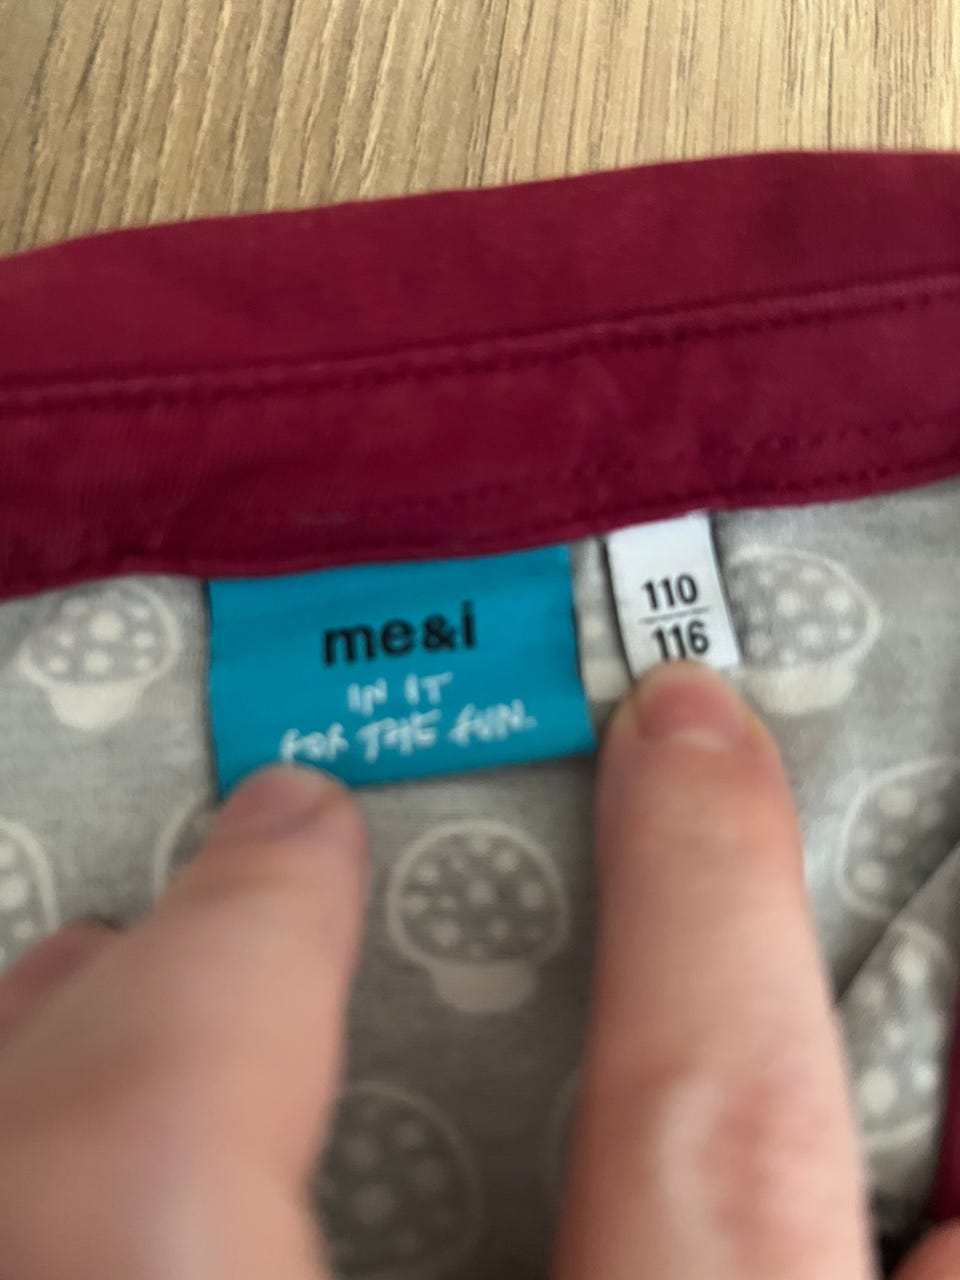 me&i
IN IT
FOR THE FUN.
110
116